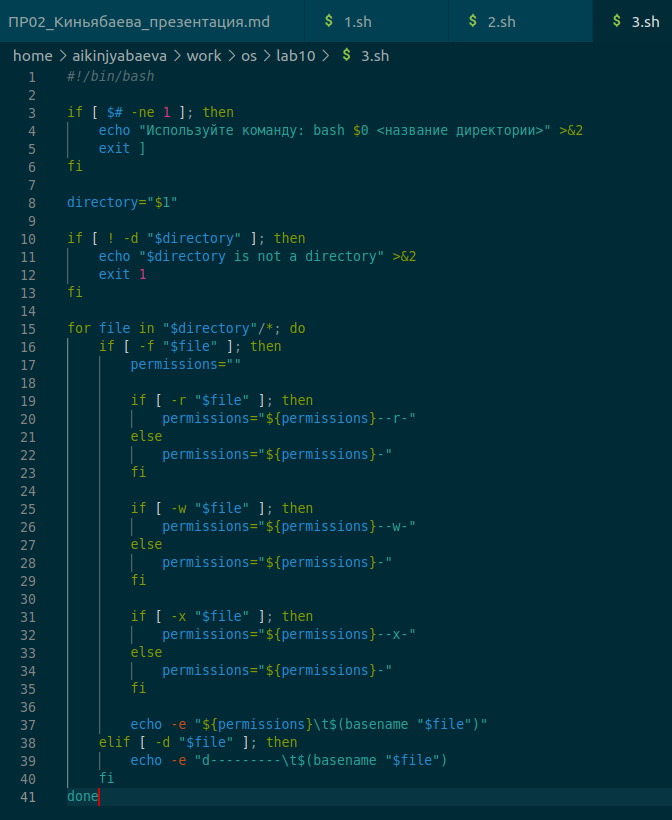 ПР02_Киньябаева_презентация.md $ 1.sh $ 2.sh $ 3.sh
home > aikinjyabaeva > work > os > lab10 > $ 3.sh
1 #!/bin/bash
2
3 if [ $# -ne 1 ]; then
4     echo "Используйте команду: bash $0 <название директории>" >&2
5     exit ]
6 fi
7
8 directory="$1"
9
10 if [ ! -d "$directory" ]; then
11     echo "$directory is not a directory" >&2
12     exit 1
13 fi
14
15 for file in "$directory"/*; do
16     if [ -f "$file" ]; then
17         permissions=""
18
19         if [ -r "$file" ]; then
20             permissions="${permissions}--r-"
21         else
22             permissions="${permissions}-"
23         fi
24
25         if [ -w "$file" ]; then
26             permissions="${permissions}--w-"
27         else
28             permissions="${permissions}-"
29         fi
30
31         if [ -x "$file" ]; then
32             permissions="${permissions}--x-"
33         else
34             permissions="${permissions}-"
35         fi
36
37         echo -e "${permissions}\t$(basename "$file")"
38     elif [ -d "$file" ]; then
39         echo -e "d---------\t$(basename "$file")
40     fi
41 done